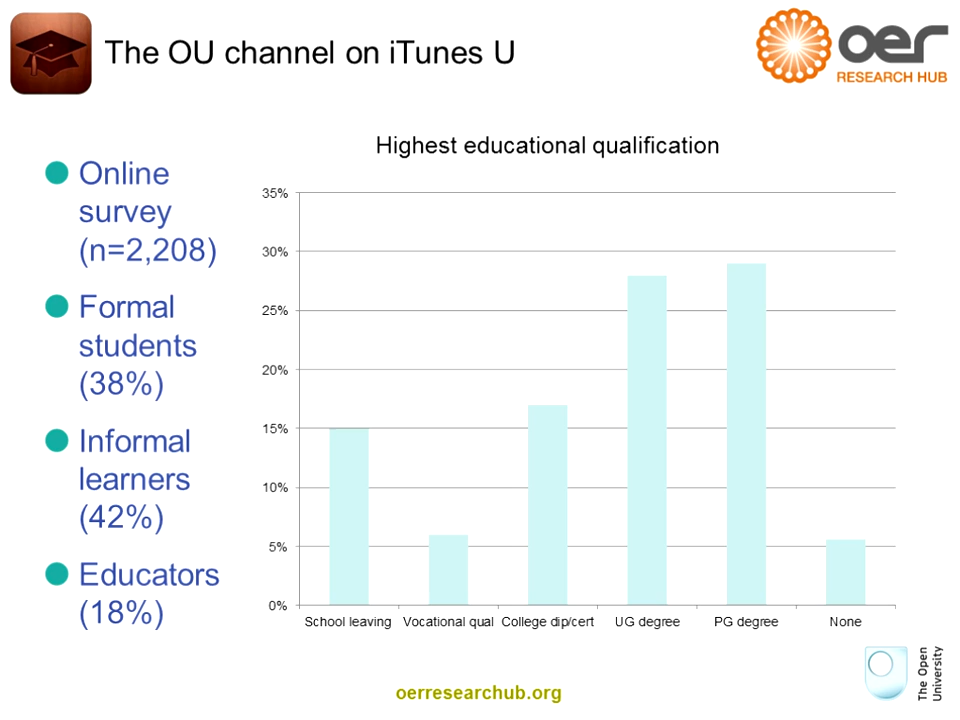 The OU channel on iTunes U
oer
RESEARCH HUB
Online
survey
(n=2,208)
Formal
students
(38%)
Informal
learners
(42%)
Educators
(18%)
Highest educational qualification
35%
30%
25%
20%
15%
10%
5%
0%
School leaving
Vocational qual
College dip/cert
UG degree
PG degree
None
oerresearchub.org
The Open
University